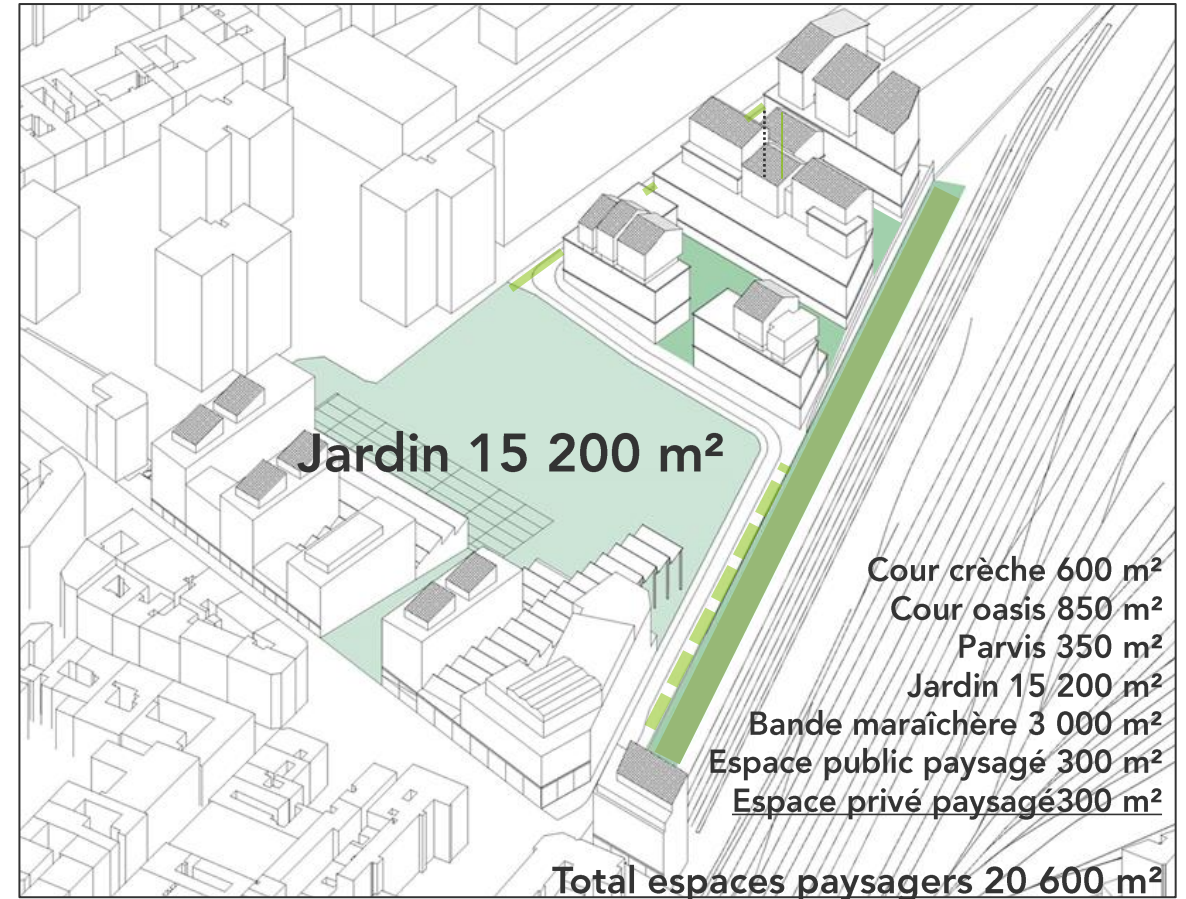 Jardin 15 200 m²
Cour crèche 600 m²
Cour oasis 850 m²
Parvis 350 m²
Jardin 15 200 m²
Bande maraîchère 3 000 m²
Espace public paysagé 300 m²
Espace privé paysagé300 m²
Total espaces paysagers 20 600 m²